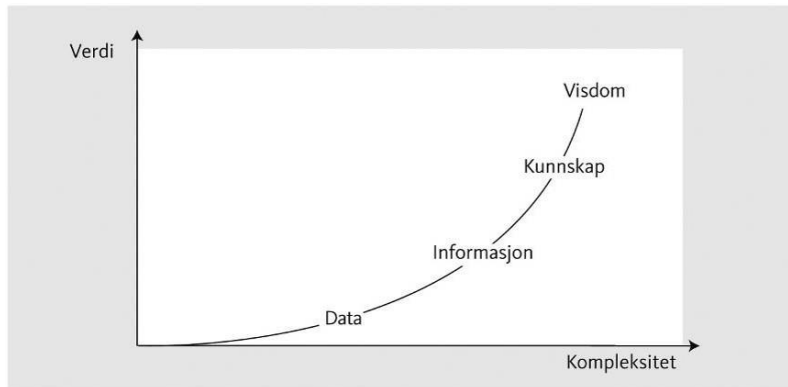 Verdi
Visdom
Kunnskap
Informasjon
Data
Kompleksitet